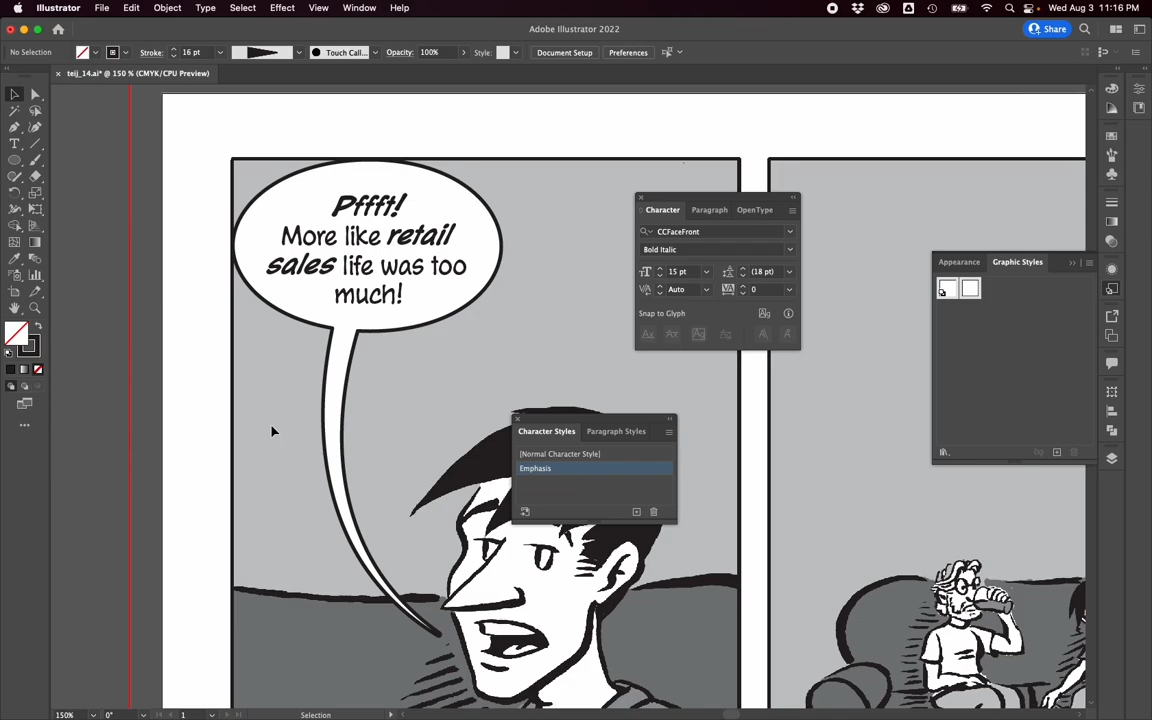 Illustrator File Edit Object Type Select Effect View Window Help
Wed Aug 3 11:16 PM
Adobe Illustrator 2022
Share
No Selection
Stroke:
16 pt
Touch Call...
Opacity:
100%
Style:
Document Setup
Preferences
teij_14.ai* @ 150 % (CMYK/CPU Preview)
Pffft!
More like retail
sales life was too
much!
Character
Paragraph
OpenType
CCFaceFront
Bold Italic
15 pt
(18 pt)
Auto
0
Snap to Glyph
Appearance
Graphic Styles
Character Styles
Paragraph Styles
[Normal Character Style]
Emphasis
150%
0°
1
Selection